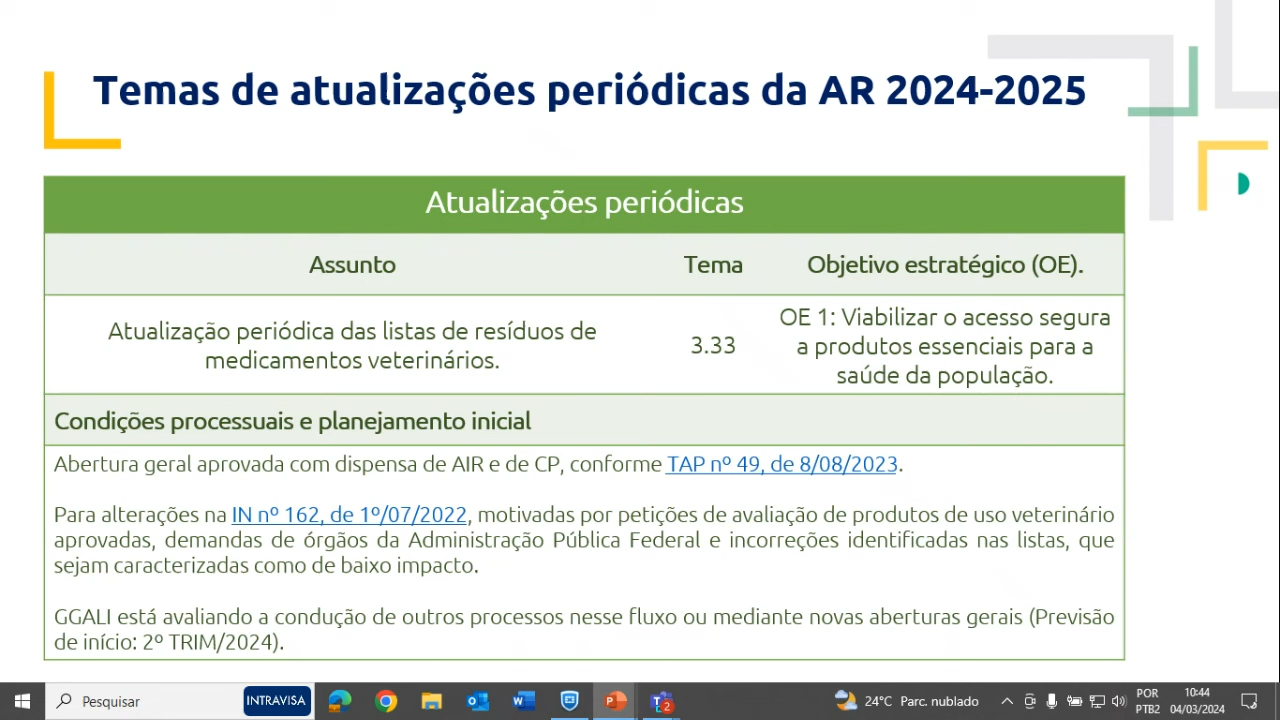 Temas de atualizações periódicas da AR 2024-2025
Atualizações periódicas
Assunto
Tema
Objetivo estratégico (OE).
Atualização periódica das listas de resíduos de
medicamentos veterinários.
3.33
OE 1: Viabilizar o acesso segura
a produtos essenciais para a
saúde da população.
Condições processuais e planejamento inicial
Abertura geral aprovada com dispensa de AIR e de CP, conforme TAP nº 49, de 8/08/2023.
Para alterações na IN nº 162, de 1º/07/2022, motivadas por petições de avaliação de produtos de uso veterinário
aprovadas, demandas de órgãos da Administração Pública Federal e incorreções identificadas nas listas, que
sejam caracterizadas como de baixo impacto.
GGALI está avaliando a condução de outros processos nesse fluxo ou mediante novas aberturas gerais (Previsão
de início: 2º TRIM/2024).
Pesquisar
INTRAVISA
2
24°C Parc. nublado
POR
PTB2
10:44
04/03/2024